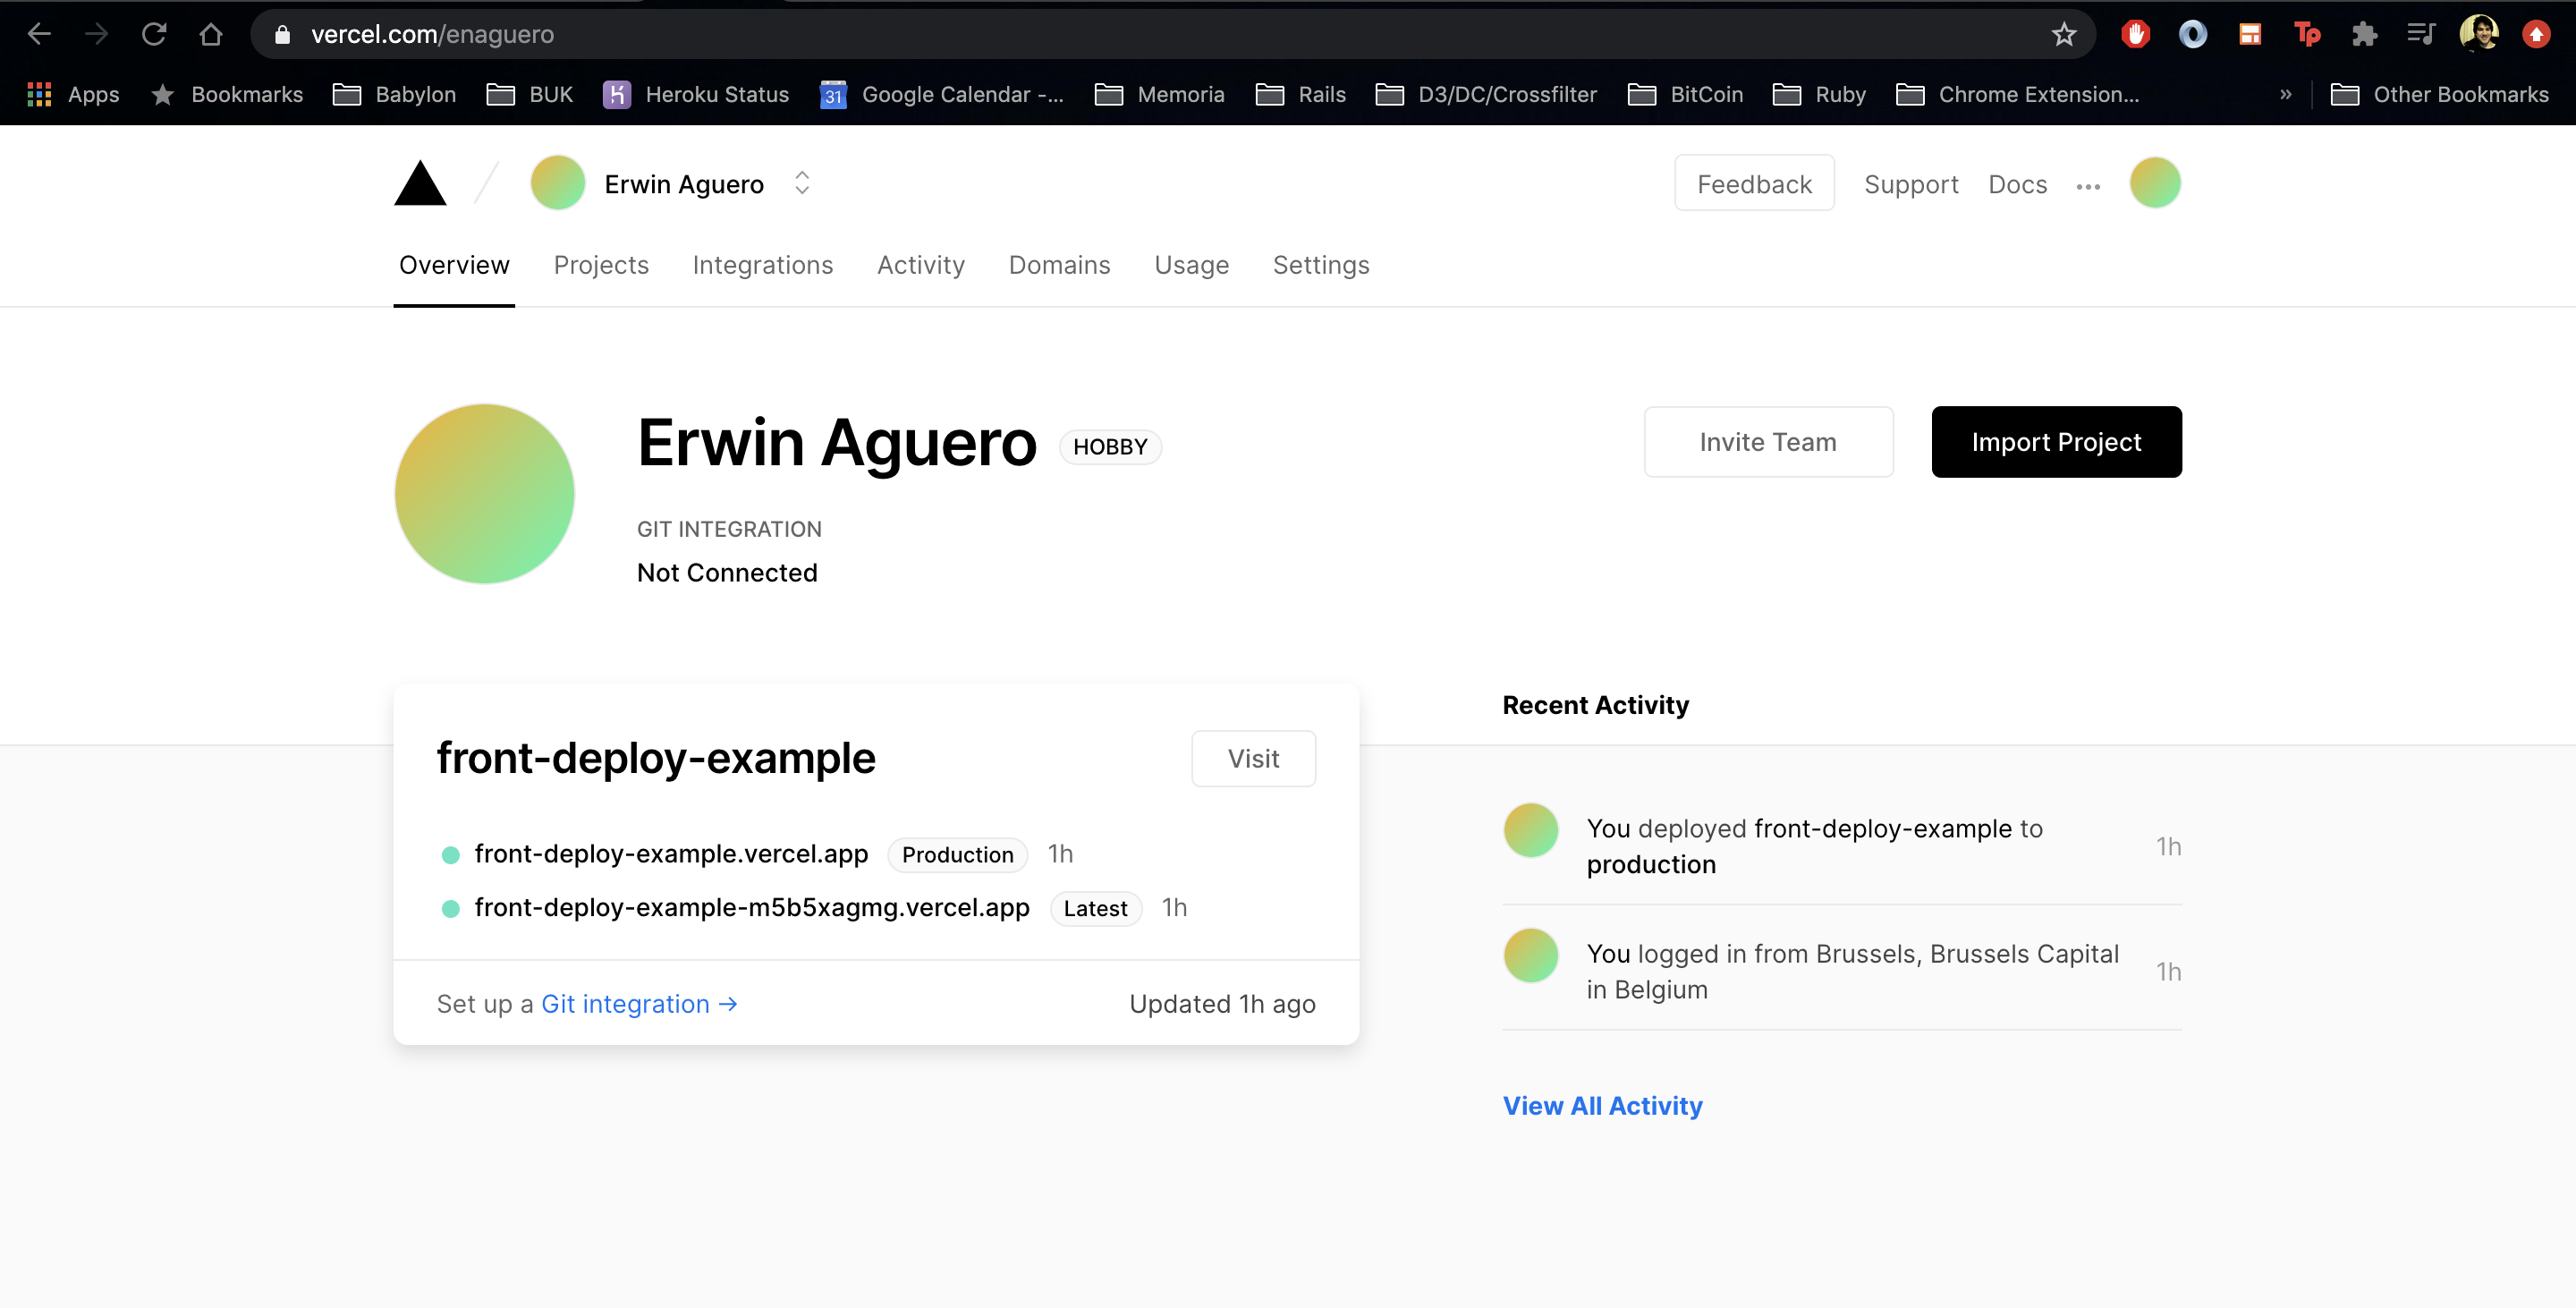 vercel.com/enaguero
Apps Bookmarks Babylon BUK Heroku Status Google Calendar -... Memoria Rails D3/DC/Crossfilter BitCoin Ruby Chrome Extension... » Other Bookmarks
Erwin Aguero Feedback Support Docs
Overview Projects Integrations Activity Domains Usage Settings
Erwin Aguero HOBBY
Invite Team Import Project
GIT INTEGRATION
Not Connected
front-deploy-example Visit
front-deploy-example.vercel.app Production 1h
front-deploy-example-m5b5xagmg.vercel.app Latest 1h
Set up a Git integration → Updated 1h ago
Recent Activity
You deployed front-deploy-example to
production
1h
You logged in from Brussels, Brussels Capital
in Belgium
1h
View All Activity